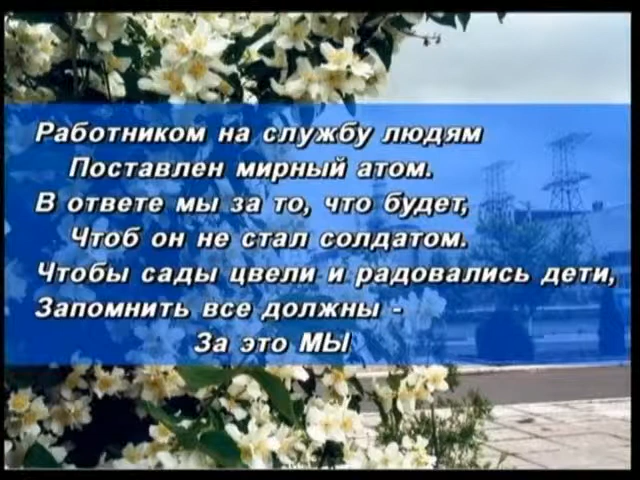 Работником на службу людям
Поставлен мирный атом.
В ответе мы за то, что будет,
Чтоб он не стал солдатом.
Чтобы сады цвели и радовались дети,
Запомнить все должны -
За это МЫ